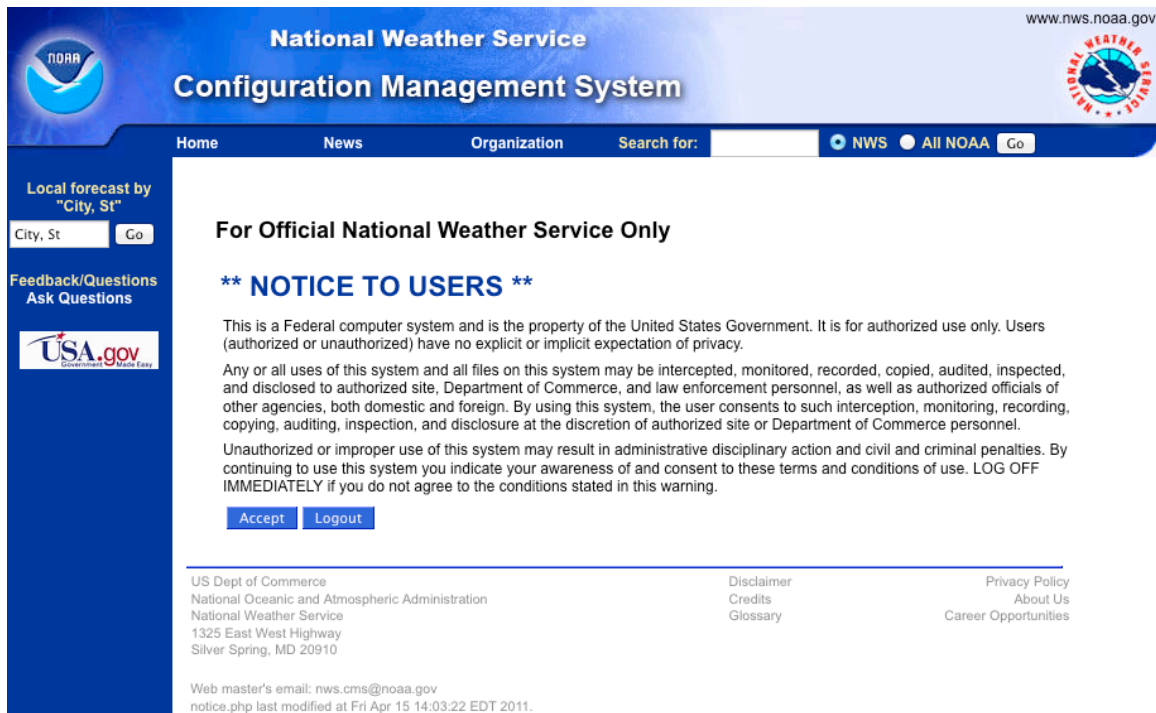 www.nws.noaa.gov
NOAA
National Weather Service
Configuration Management System
NATIONAL WEATHER SERVICE
Home News Organization Search for: NWS All NOAA Go
Local forecast by
"City, St"
City, St Go
Feedback/Questions
Ask Questions
USA.gov
Government Made Easy
For Official National Weather Service Only
** NOTICE TO USERS **
This is a Federal computer system and is the property of the United States Government. It is for authorized use only. Users
(authorized or unauthorized) have no explicit or implicit expectation of privacy.
Any or all uses of this system and all files on this system may be intercepted, monitored, recorded, copied, audited, inspected,
and disclosed to authorized site, Department of Commerce, and law enforcement personnel, as well as authorized officials of
other agencies, both domestic and foreign. By using this system, the user consents to such interception, monitoring, recording,
copying, auditing, inspection, and disclosure at the discretion of authorized site or Department of Commerce personnel.
Unauthorized or improper use of this system may result in administrative disciplinary action and civil and criminal penalties. By
continuing to use this system you indicate your awareness of and consent to these terms and conditions of use. LOG OFF
IMMEDIATELY if you do not agree to the conditions stated in this warning.
Accept Logout
US Dept of Commerce
National Oceanic and Atmospheric Administration
National Weather Service
1325 East West Highway
Silver Spring, MD 20910
Disclaimer
Credits
Glossary
Privacy Policy
About Us
Career Opportunities
Web master's email: nws.cms@noaa.gov
notice.php last modified at Fri Apr 15 14:03:22 EDT 2011.